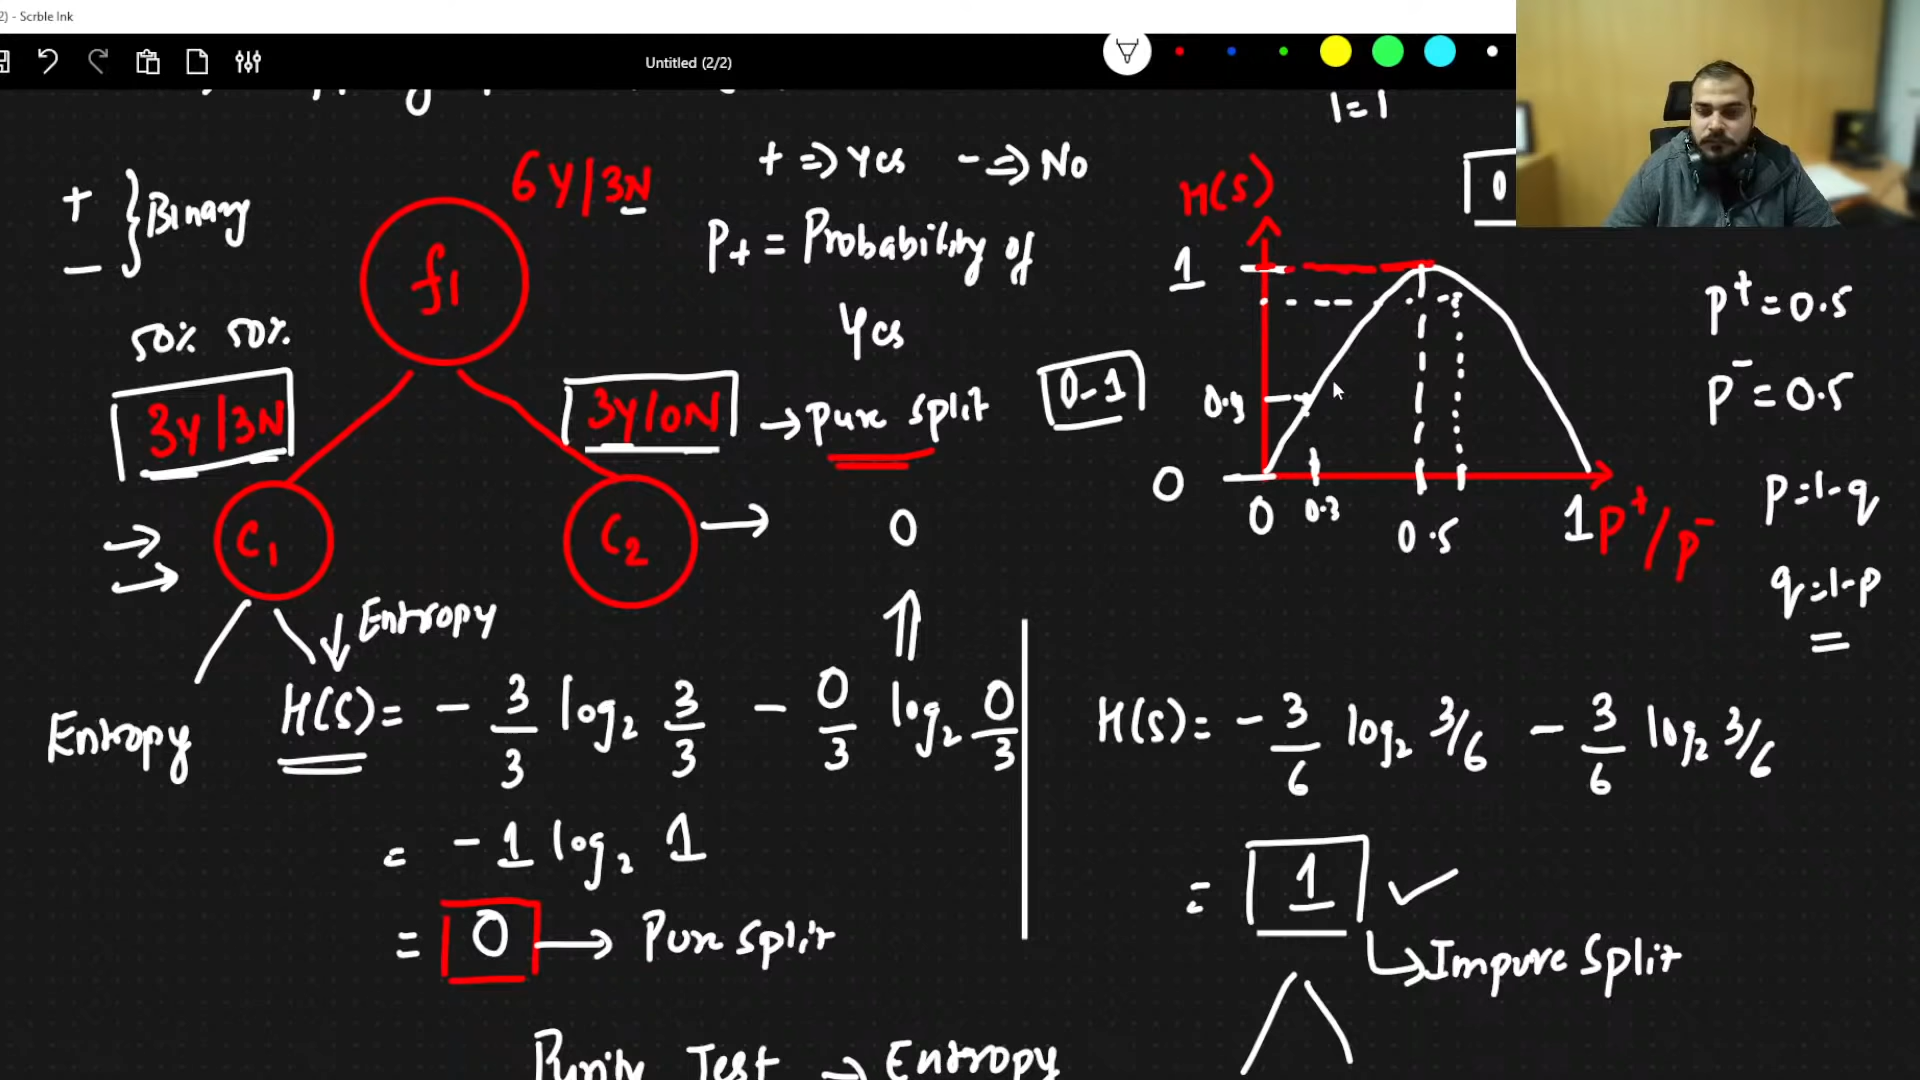 2) - Scrble Ink
Untitled (2/2)
1=1
+
-
} Binary
6Y/3N
f1
+ => Yes - => No
P+ = Probability of
Yes
50% 50%
3Y/3N
3Y/0N → Pure split
0-1
C1
C2 →
0
H(S)
1
0
0 0.3 0.5 1 P+/P-
0
P+ = 0.5
P- = 0.5
P=1-q
q=1-p
↓ Entropy
Entropy
H(S) = - 3/3 log2 3/3 - 0/3 log2 0/3
= -1 log2 1
= 0 → Pure split
H(S) = - 3/6 log2 3/6 - 3/6 log2 3/6
= 1 ✓
↳ Impure Split
Purity Test → Entropy